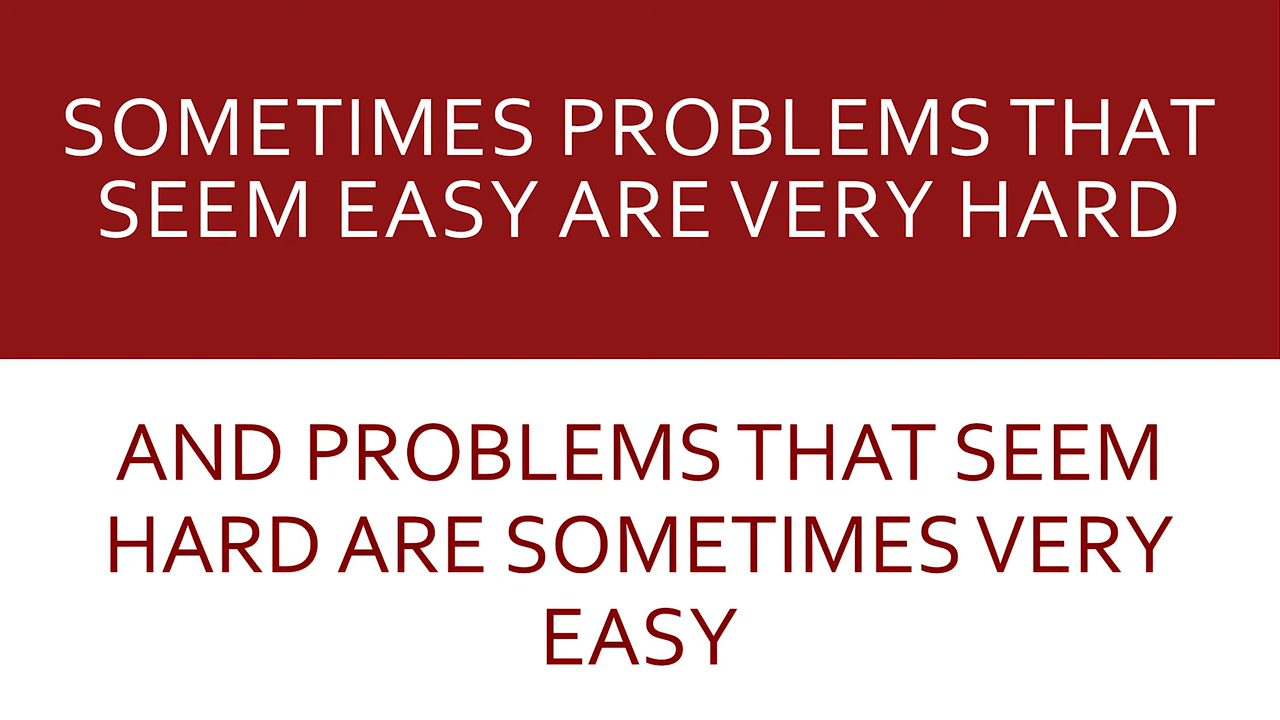 SOMETIMES PROBLEMS THAT
SEEM EASY ARE VERY HARD
AND PROBLEMS THAT SEEM
HARD ARE SOMETIMES VERY
EASY